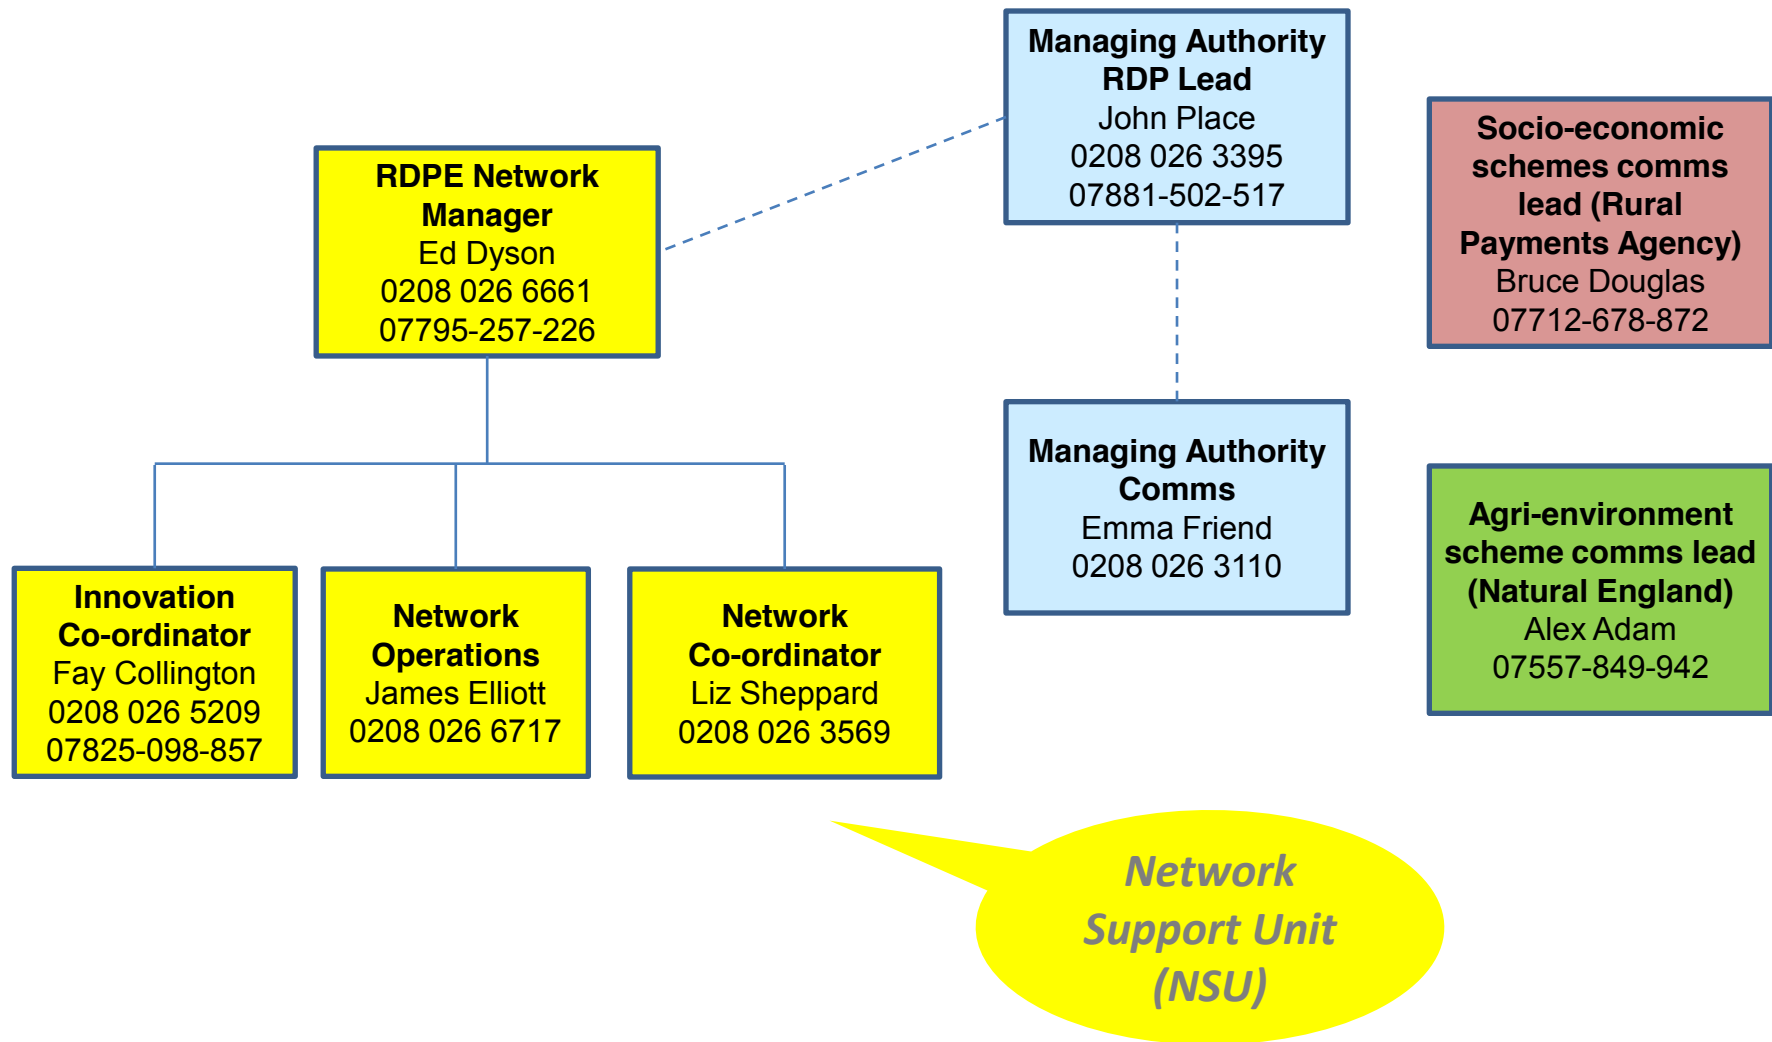 Managing Authority
RDP Lead
John Place
0208 026 3395
07881-502-517
Socio-economic
schemes comms
lead (Rural
Payments Agency)
Bruce Douglas
07712-678-872
RDPE Network
Manager
Ed Dyson
0208 026 6661
07795-257-226
Managing Authority
Comms
Emma Friend
0208 026 3110
Agri-environment
scheme comms lead
(Natural England)
Alex Adam
07557-849-942
Innovation
Co-ordinator
Fay Collington
0208 026 5209
07825-098-857
Network
Operations
James Elliott
0208 026 6717
Network
Co-ordinator
Liz Sheppard
0208 026 3569
Network
Support Unit
(NSU)